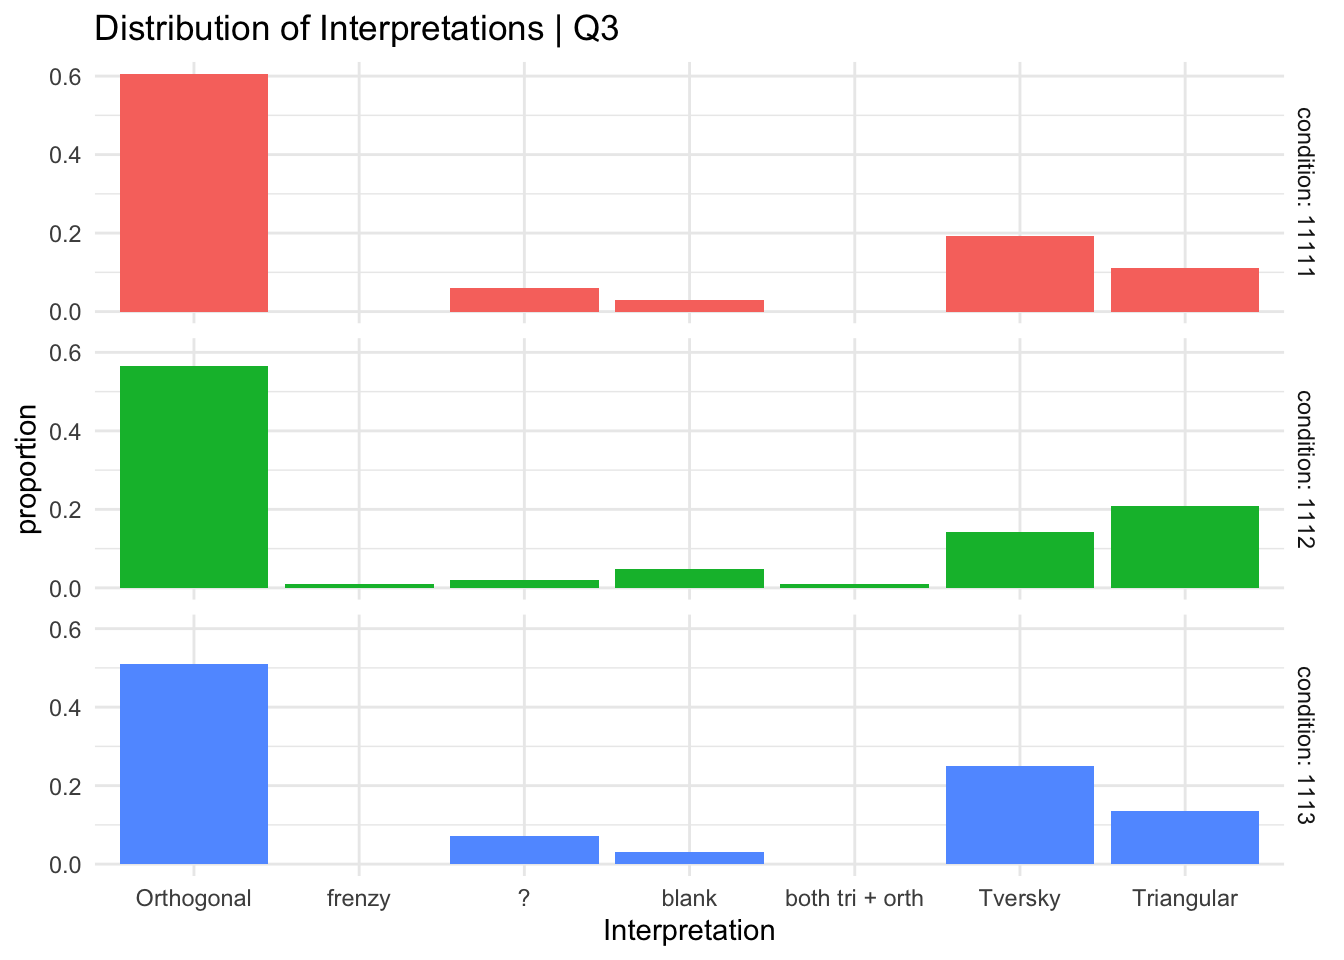 Distribution of Interpretations | Q3
0.6
0.4
0.2
0.0
condition: 11111
0.6
0.4
0.2
0.0
condition: 1112
0.6
0.4
0.2
0.0
condition: 1113
proportion
Orthogonal frenzy ? blank both tri + orth Tversky Triangular
Interpretation